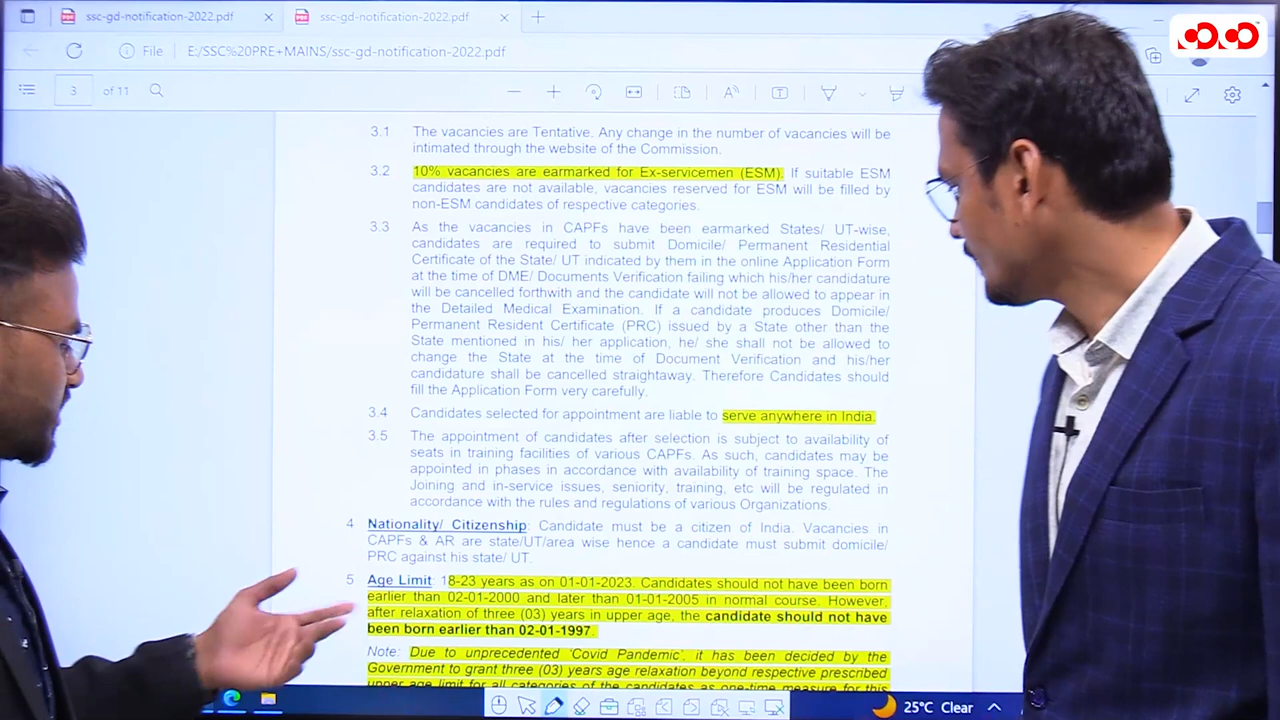 ssc-gd-notification-2022.pdf
ssc-gd-notification-2022.pdf
File
E:/SSC%20PRE+MAINS/ssc-gd-notification-2022.pdf
3 of 11
3.1 The vacancies are Tentative. Any change in the number of vacancies will be
intimated through the website of the Commission.
3.2 10% vacancies are earmarked for Ex-servicemen (ESM). If suitable ESM
candidates are not available, vacancies reserved for ESM will be filled by
non-ESM candidates of respective categories.
3.3 As the vacancies in CAPFs have been earmarked States/ UT-wise,
candidates are required to submit Domicile/ Permanent Residential
Certificate of the State/ UT indicated by them in the online Application Form
at the time of DME/ Documents Verification failing which his/her candidature
will be cancelled forthwith and the candidate will not be allowed to appear in
the Detailed Medical Examination. If a candidate produces Domicile/
Permanent Resident Certificate (PRC) issued by a State other than the
State mentioned in his/ her application, he/ she shall not be allowed to
change the State at the time of Document Verification and his/her
candidature shall be cancelled straightaway. Therefore Candidates should
fill the Application Form very carefully.
3.4 Candidates selected for appointment are liable to serve anywhere in India.
3.5 The appointment of candidates after selection is subject to availability of
seats in training facilities of various CAPFs. As such, candidates may be
appointed in phases in accordance with availability of training space. The
Joining and in-service issues, seniority, training, etc will be regulated in
accordance with the rules and regulations of various Organizations.
4 Nationality/ Citizenship: Candidate must be a citizen of India. Vacancies in
CAPFs & AR are state/UT/area wise hence a candidate must submit domicile/
PRC against his state/ UT.
5 Age Limit: 18-23 years as on 01-01-2023. Candidates should not have been born
earlier than 02-01-2000 and later than 01-01-2005 in normal course. However,
after relaxation of three (03) years in upper age, the candidate should not have
been born earlier than 02-01-1997.
Note: Due to unprecedented 'Covid Pandemic', it has been decided by the
Government to grant three (03) years age relaxation beyond respective prescribed
upper age limit for all categories of the candidates as one-time measure for this
25°C Clear